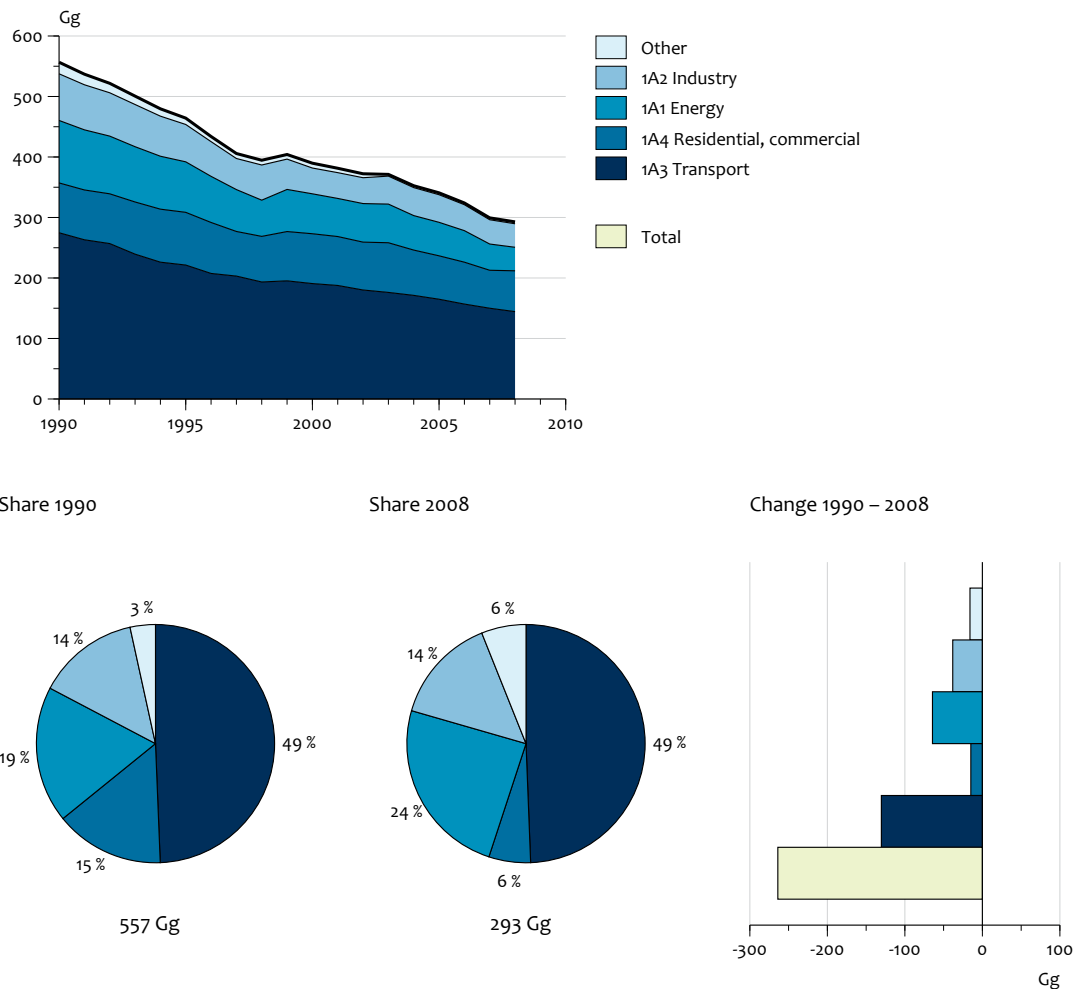 Gg
600
500
400
300
200
100
0
1990 1995 2000 2005 2010
Other
1A2 Industry
1A1 Energy
1A4 Residential, commercial
1A3 Transport
Total
Share 1990
3 %
14 %
19 %
49 %
15 %
557 Gg
Share 2008
6 %
14 %
49 %
24 %
6 %
293 Gg
Change 1990 – 2008
-300 -200 -100 0 100
Gg